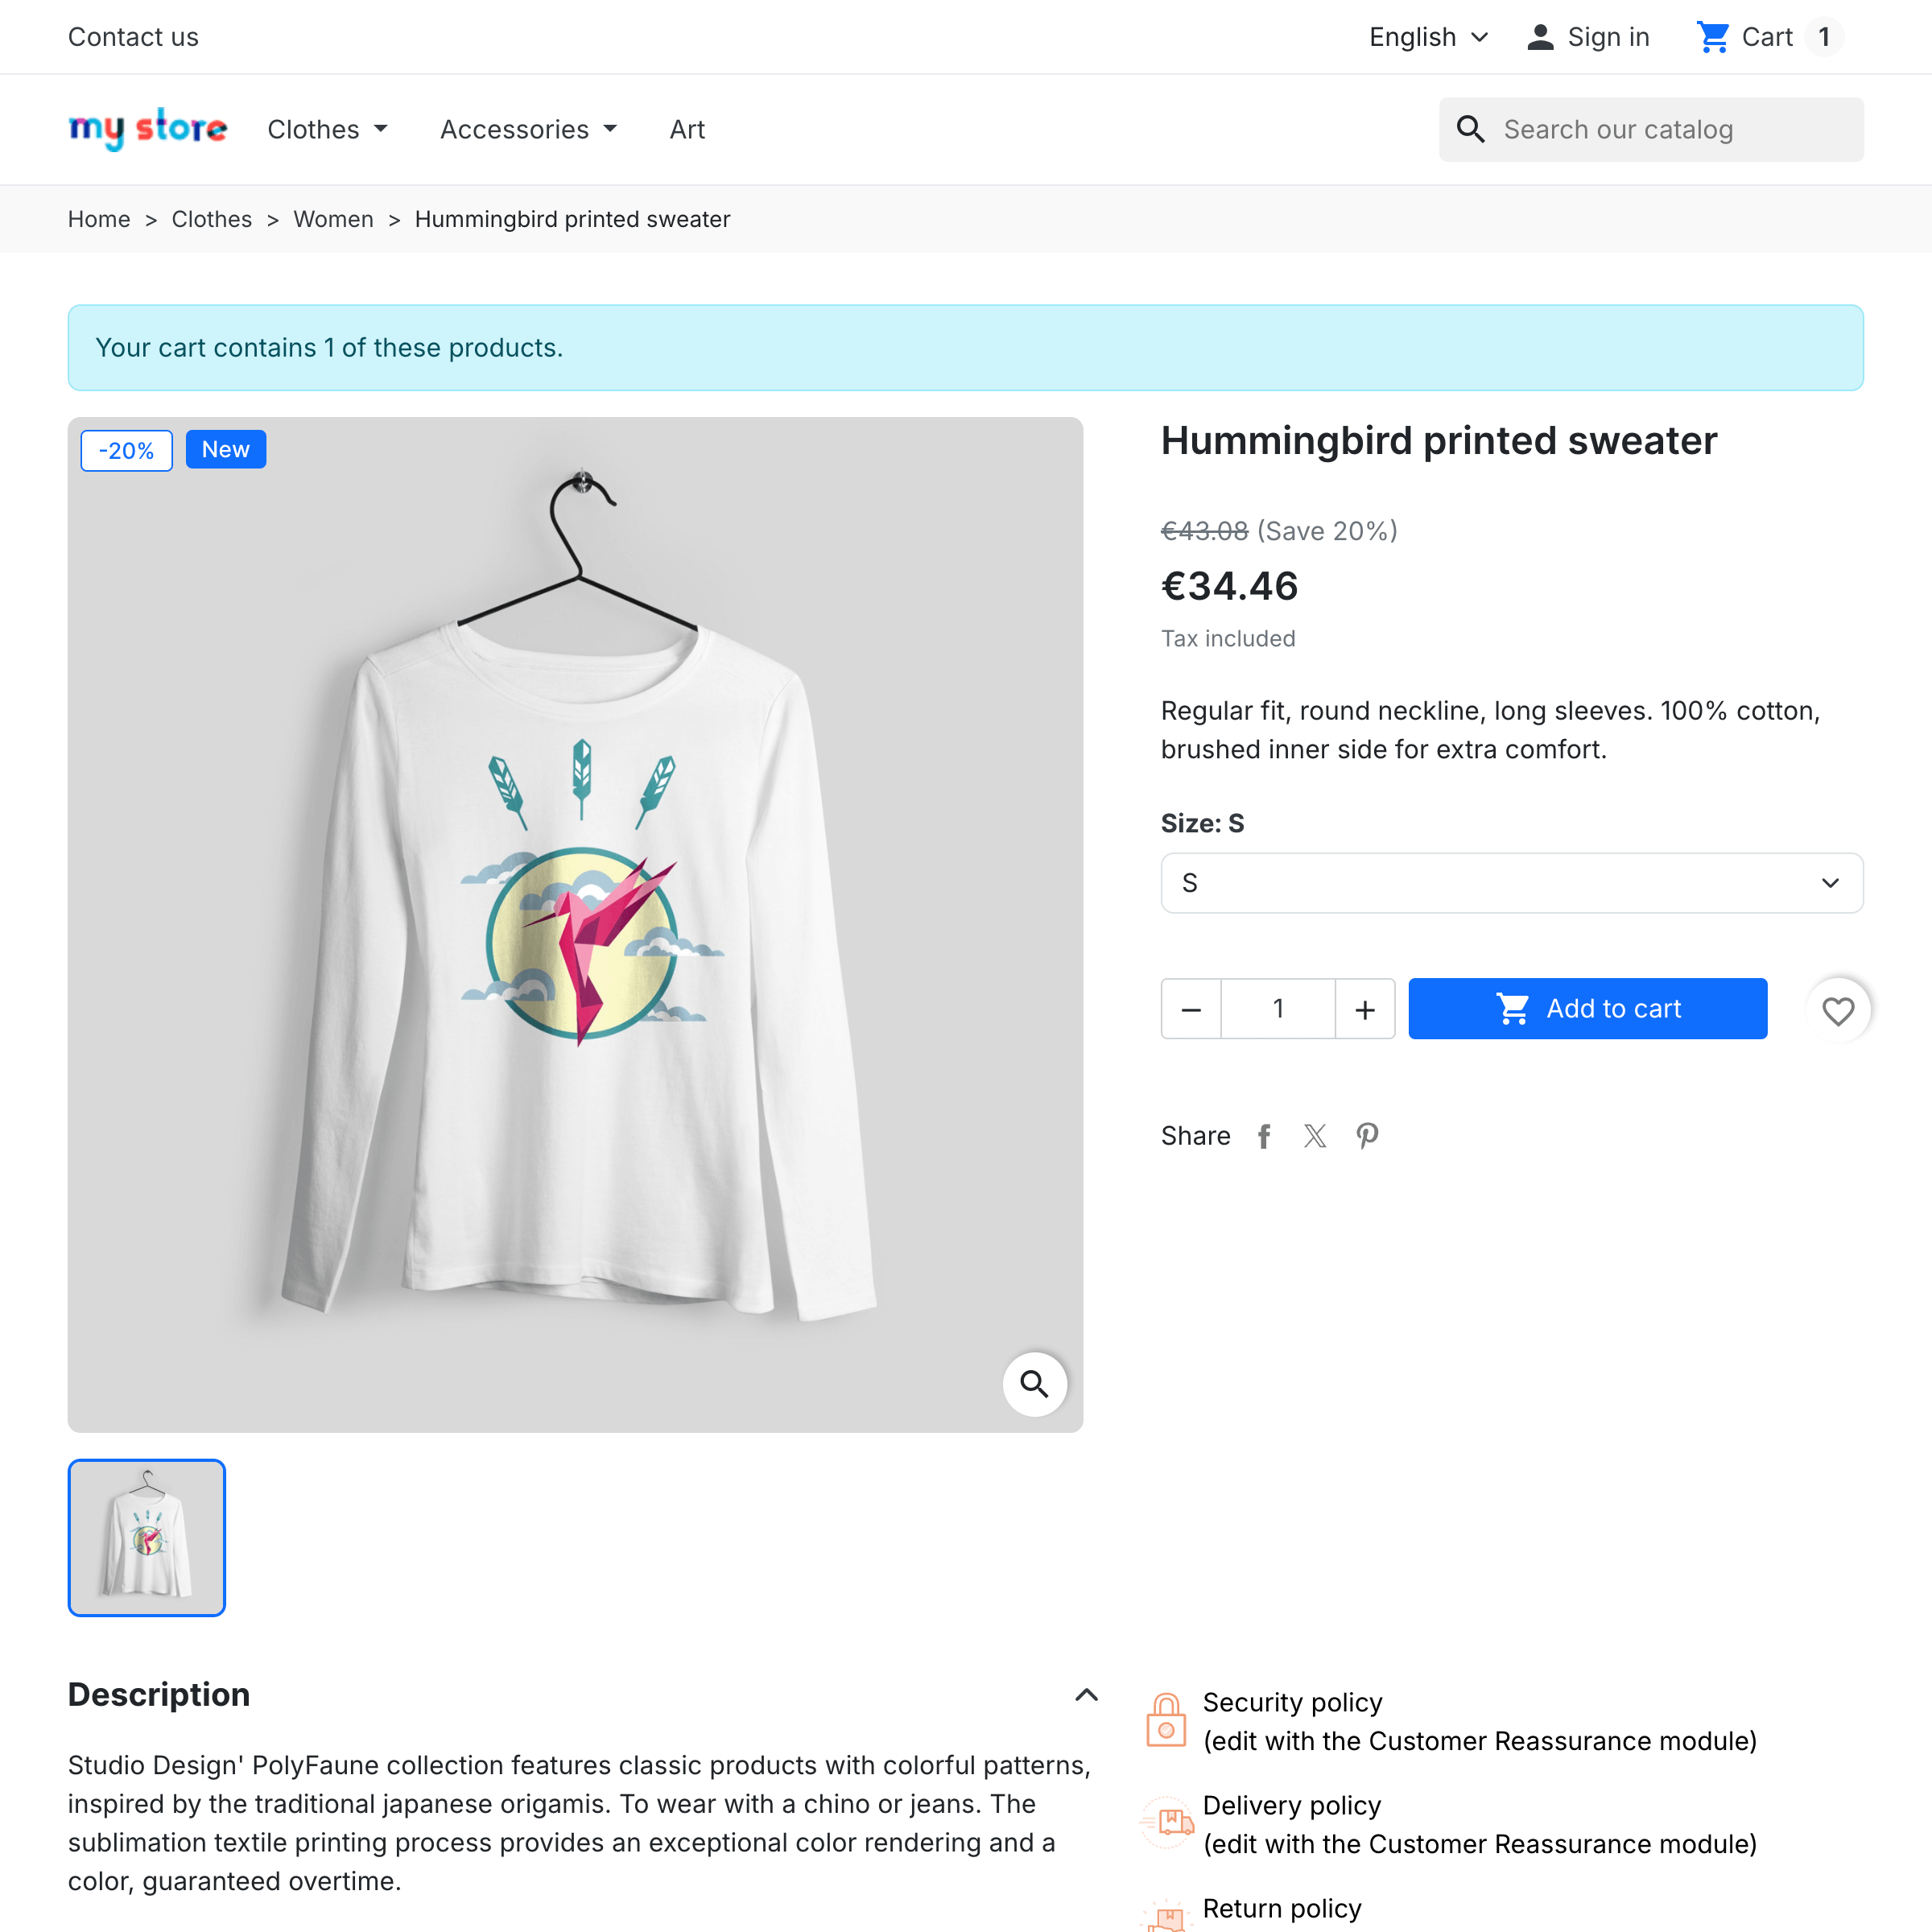 Contact us
English
Sign in
Cart 1
my store
Clothes
Accessories
Art
Search our catalog
Home > Clothes > Women > Hummingbird printed sweater
Your cart contains 1 of these products.
-20%
New
Hummingbird printed sweater
€43.08 (Save 20%)
€34.46
Tax included
Regular fit, round neckline, long sleeves. 100% cotton,
brushed inner side for extra comfort.
Size: S
S
1
Add to cart
Share
Description
Studio Design' PolyFaune collection features classic products with colorful patterns,
inspired by the traditional japanese origamis. To wear with a chino or jeans. The
sublimation textile printing process provides an exceptional color rendering and a
color, guaranteed overtime.
Security policy
(edit with the Customer Reassurance module)
Delivery policy
(edit with the Customer Reassurance module)
Return policy